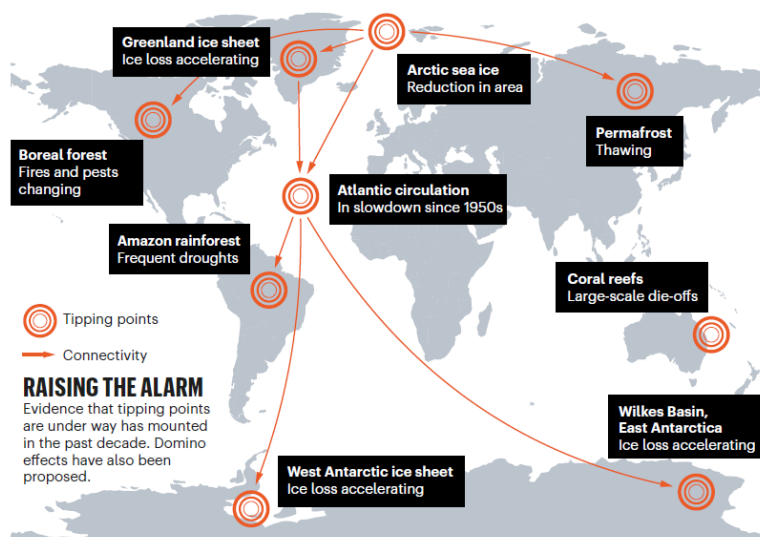 Greenland ice sheet
Ice loss accelerating
Arctic sea ice
Reduction in area
Permafrost
Thawing
Boreal forest
Fires and pests
changing
Atlantic circulation
In slowdown since 1950s
Amazon rainforest
Frequent droughts
Coral reefs
Large-scale die-offs
Tipping points
Connectivity
RAISING THE ALARM
Evidence that tipping points
are under way has mounted
in the past decade. Domino
effects have also been
proposed.
Wilkes Basin,
East Antarctica
Ice loss accelerating
West Antarctic ice sheet
Ice loss accelerating